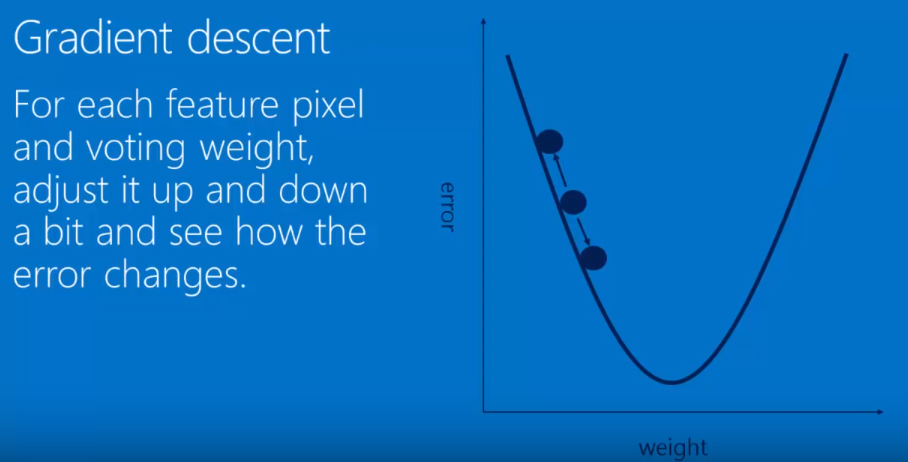 Gradient descent
For each feature pixel
and voting weight,
adjust it up and down
a bit and see how the
error changes.
error
weight